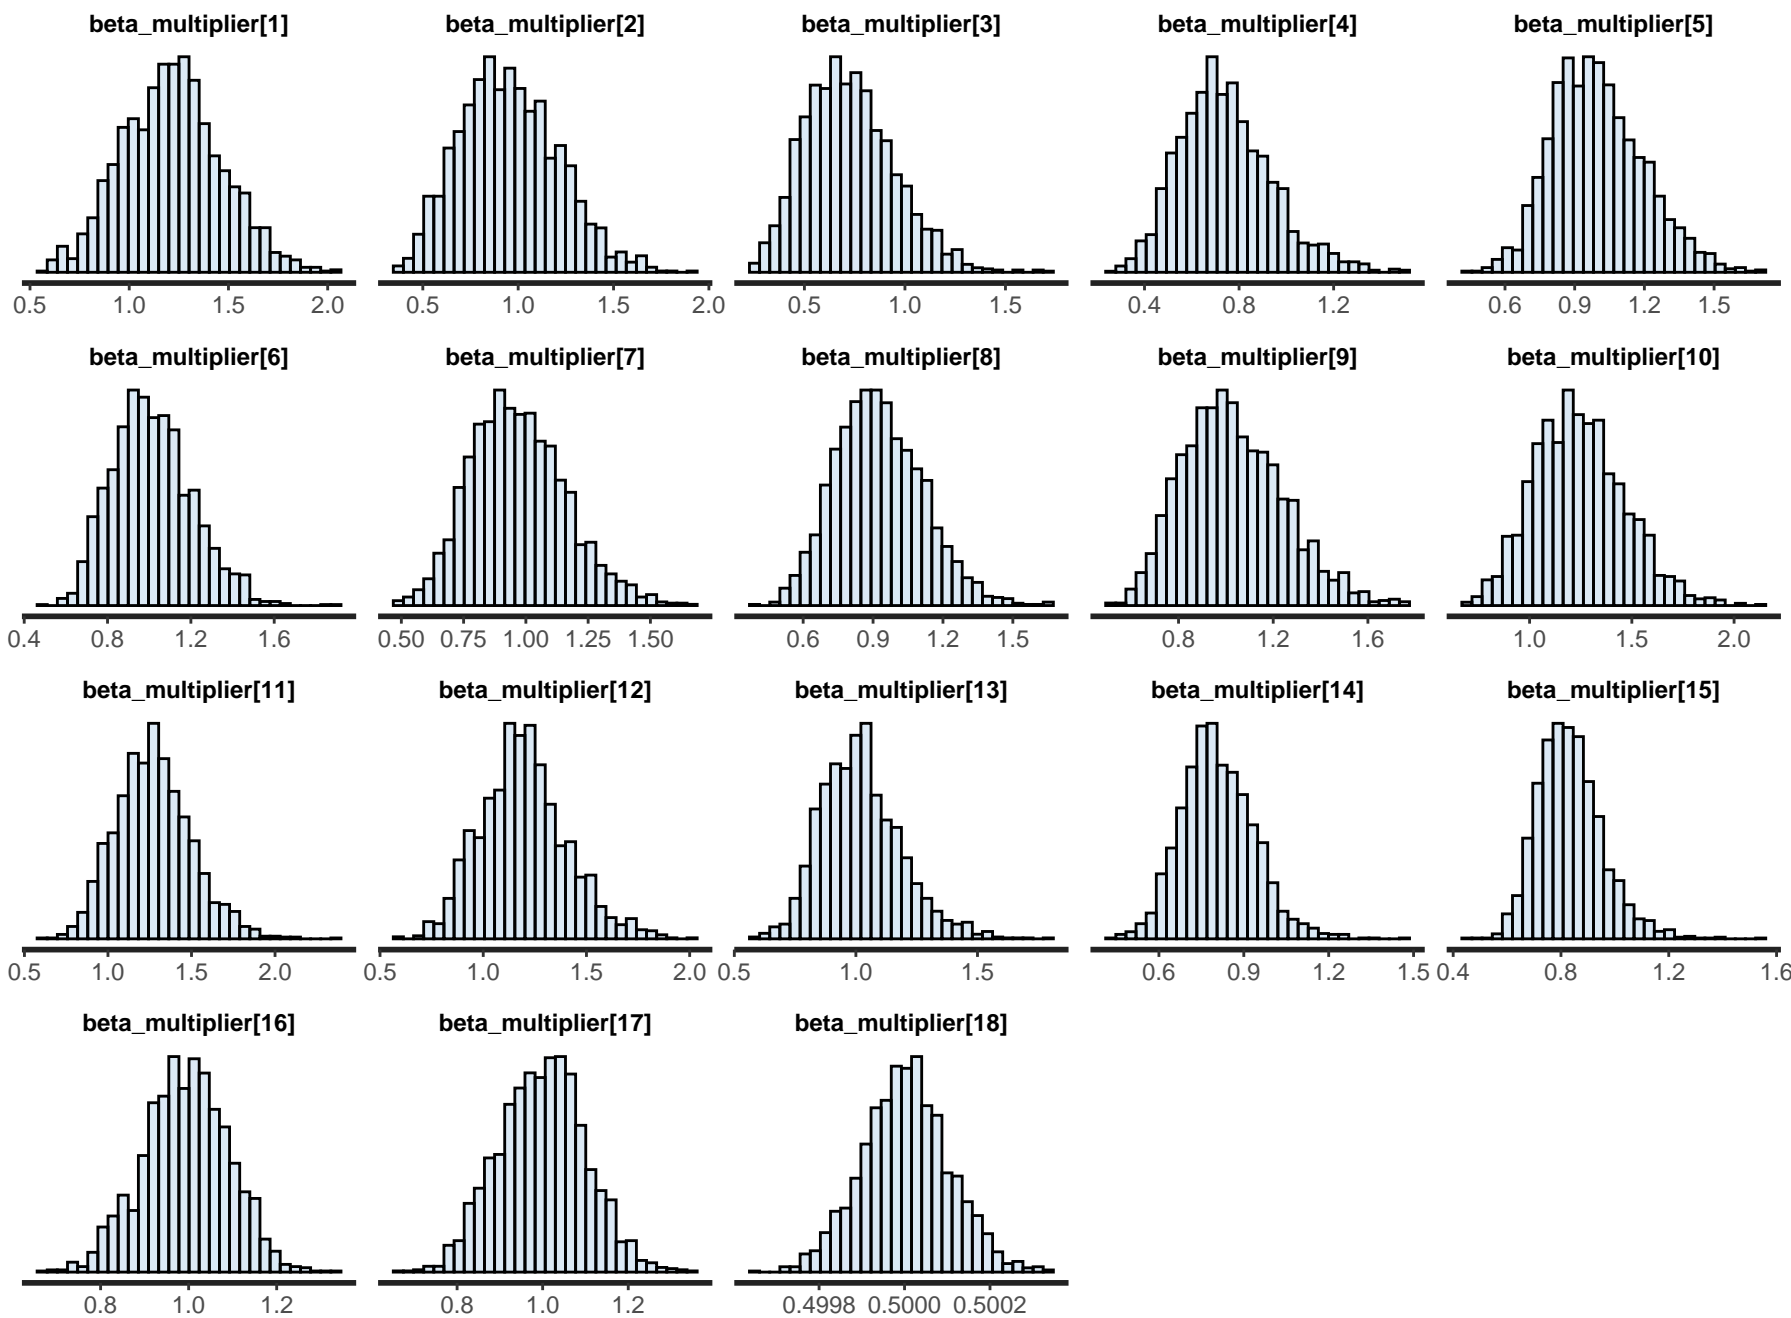 beta_multiplier[1] beta_multiplier[2] beta_multiplier[3] beta_multiplier[4] beta_multiplier[5]
0.5 1.0 1.5 2.0 0.5 1.0 1.5 2.0 0.5 1.0 1.5 0.4 0.8 1.2 0.6 0.9 1.2 1.5
beta_multiplier[6] beta_multiplier[7] beta_multiplier[8] beta_multiplier[9] beta_multiplier[10]
0.4 0.8 1.2 1.6 0.50 0.75 1.00 1.25 1.50 0.6 0.9 1.2 1.5 0.8 1.2 1.6 1.0 1.5 2.0
beta_multiplier[11] beta_multiplier[12] beta_multiplier[13] beta_multiplier[14] beta_multiplier[15]
0.5 1.0 1.5 2.0 0.5 1.0 1.5 2.0 0.5 1.0 1.5 0.6 0.9 1.2 1.5 0.4 0.8 1.2 1.6
beta_multiplier[16] beta_multiplier[17] beta_multiplier[18]
0.8 1.0 1.2 0.8 1.0 1.2 0.4998 0.5000 0.5002